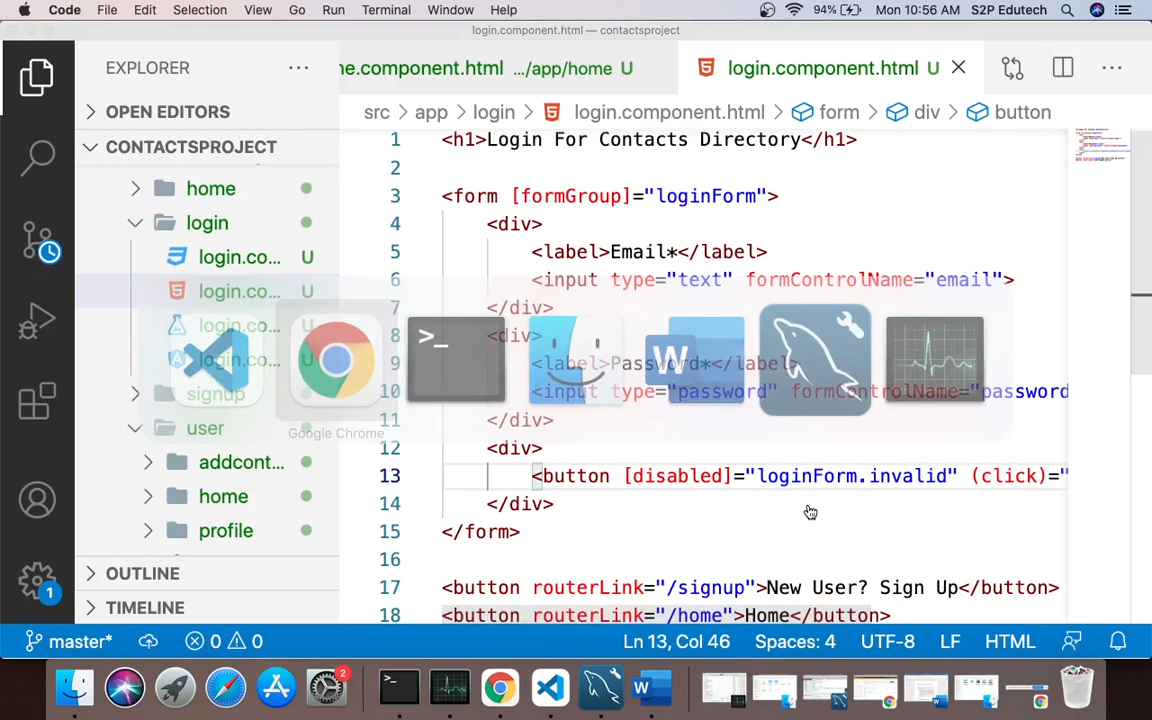 Code File Edit Selection View Go Run Terminal Window Help 94% Mon 10:56 AM S2P Edutech
login.component.html — contactsproject
EXPLORER
me.component.html .../app/home U
login.component.html U
OPEN EDITORS
src > app > login > login.component.html > form > div > button
CONTACTSPROJECT
home
login
login.co... U
login.co... U
login.co... U
login.co... U
signup
user
addcont...
home
profile
OUTLINE
TIMELINE
1 <h1>Login For Contacts Directory</h1>
2
3 <form [formGroup]="loginForm">
4 <div>
5 <label>Email*</label>
6 <input type="text" formControlName="email">
7 </div>
8 <div>
9 <label>Password*</label>
10 <input type="password" formControlName="password
11 </div>
12 <div>
13 <button [disabled]="loginForm.invalid" (click)="
14 </div>
15 </form>
16
17 <button routerLink="/signup">New User? Sign Up</button>
18 <button routerLink="/home">Home</button>
>_
W
Google Chrome
1
master* 0 0 Ln 13, Col 46 Spaces: 4 UTF-8 LF HTML
2
>_
W